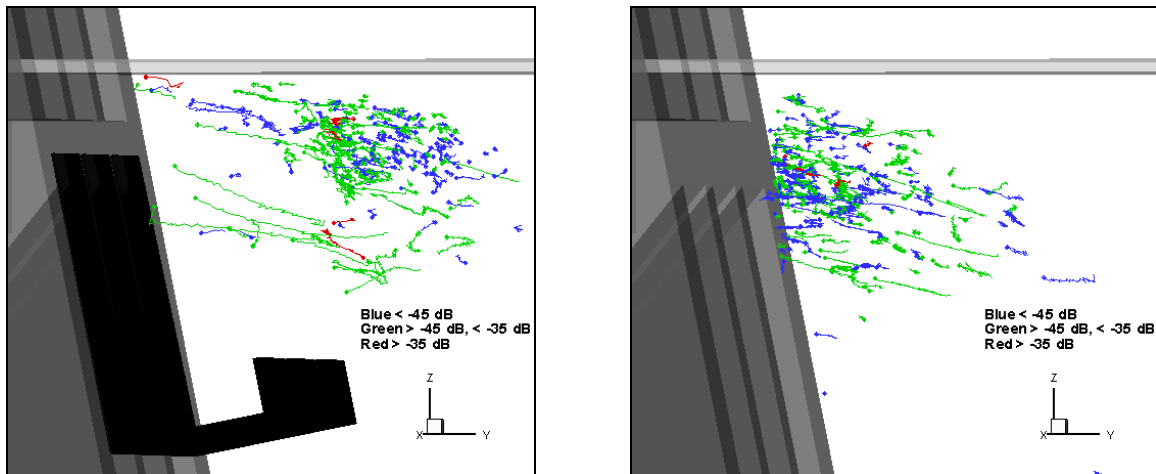 Blue < -45 dB
Green > -45 dB, < -35 dB
Red > -35 dB
Z
X
Y
Blue < -45 dB
Green > -45 dB, < -35 dB
Red > -35 dB
Z
X
Y